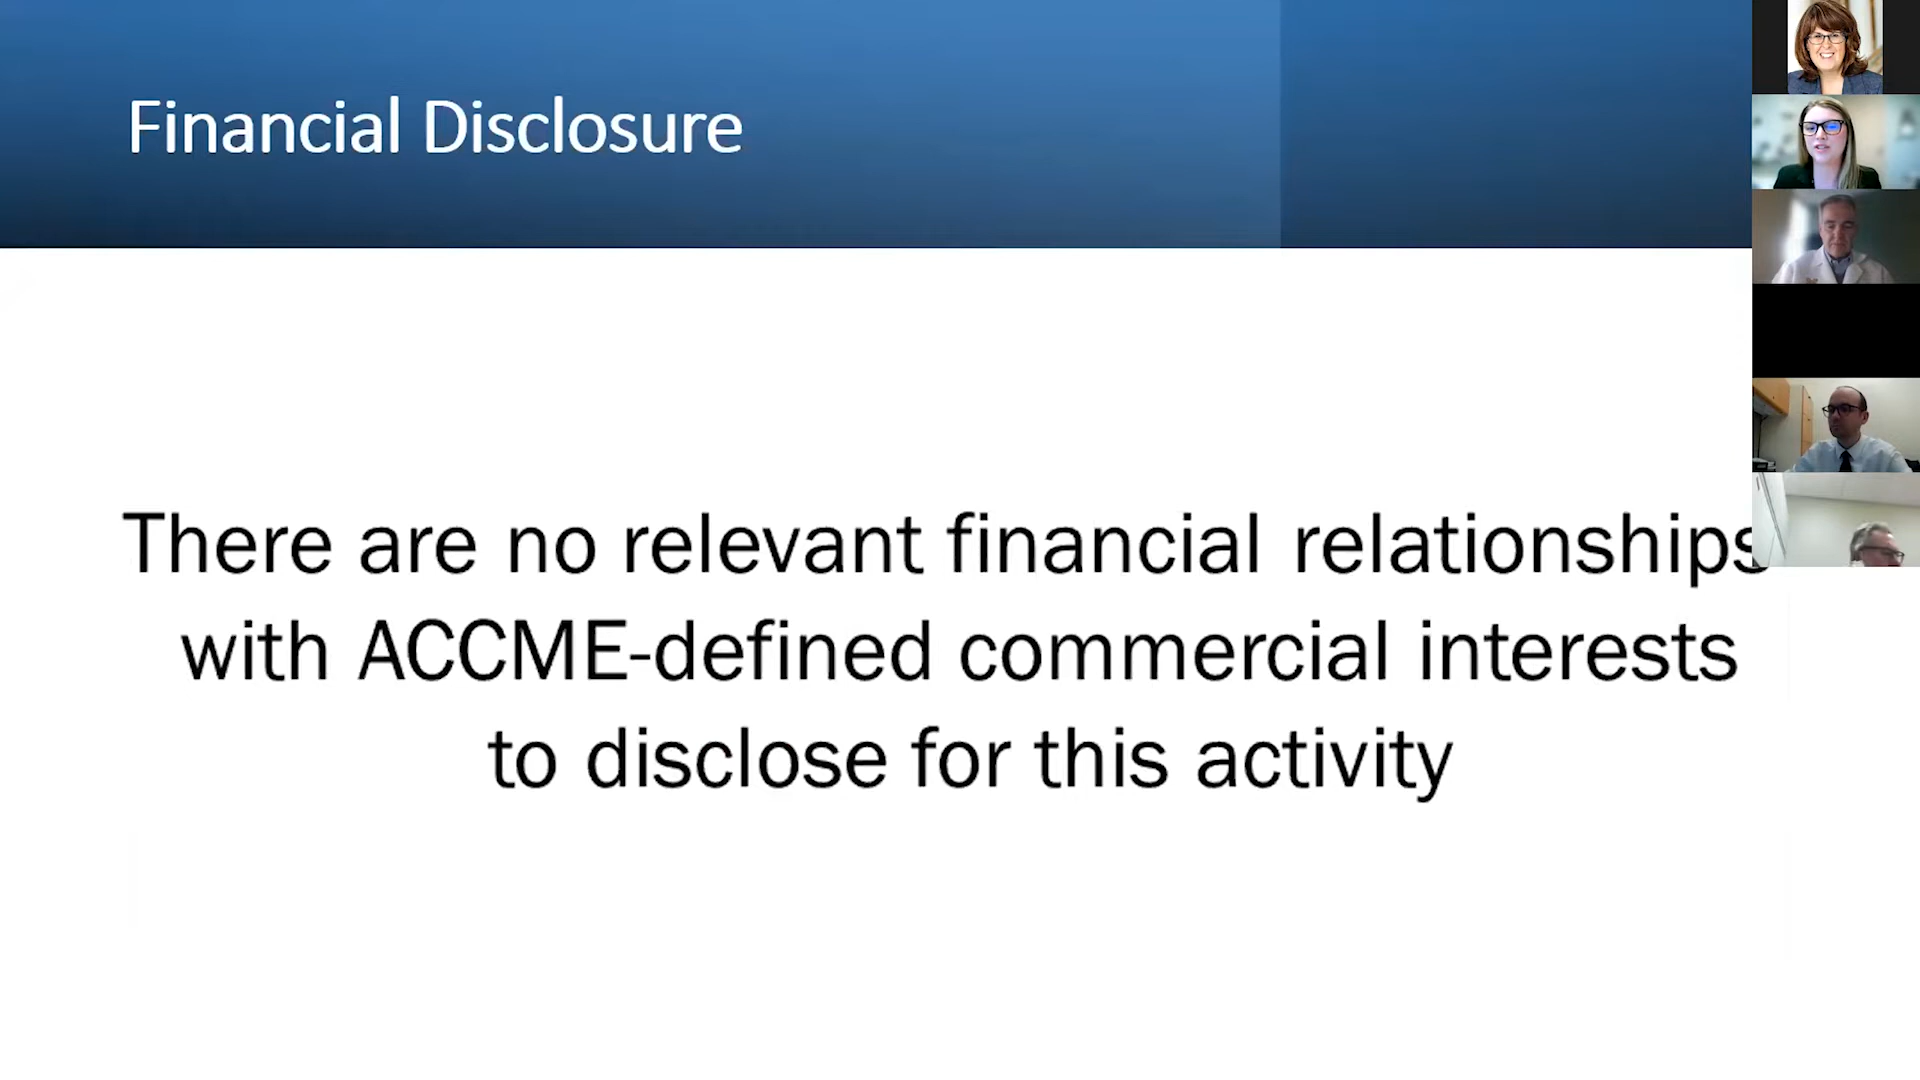 Financial Disclosure
There are no relevant financial relationships
with ACCME-defined commercial interests
to disclose for this activity